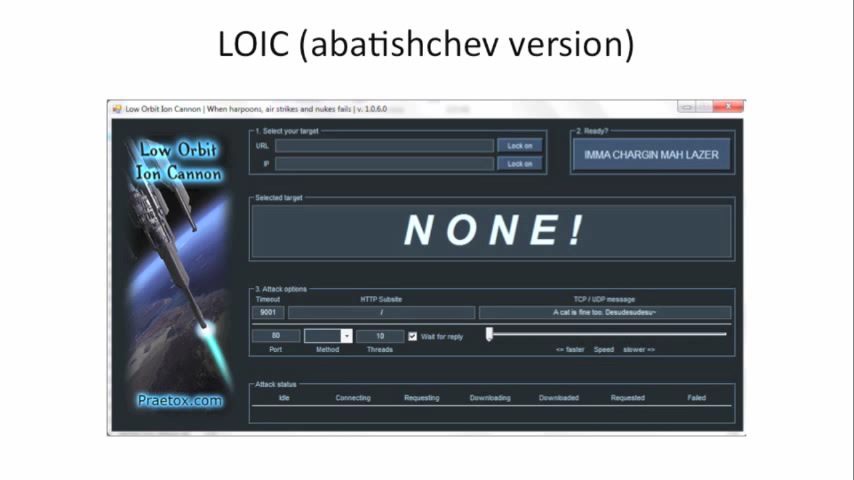 LOIC (abatishchev version)
Low Orbit Ion Cannon | When harpoons, air strikes and nukes fails | v. 1.0.6.0
Low Orbit
Ion Cannon
Praetox.com
1. Select your target
URL
Lock on
IP
Lock on
2. Ready?
IMMA CHARGIN MAH LAZER
Selected target
NONE!
3. Attack options
Timeout HTTP Subsite TCP / UDP message
9001 / A cat is fine too. Desudesudesu~
80 10 Wait for reply
Port Method Threads <= faster Speed slower =>
Attack status
Idle Connecting Requesting Downloading Downloaded Requested Failed